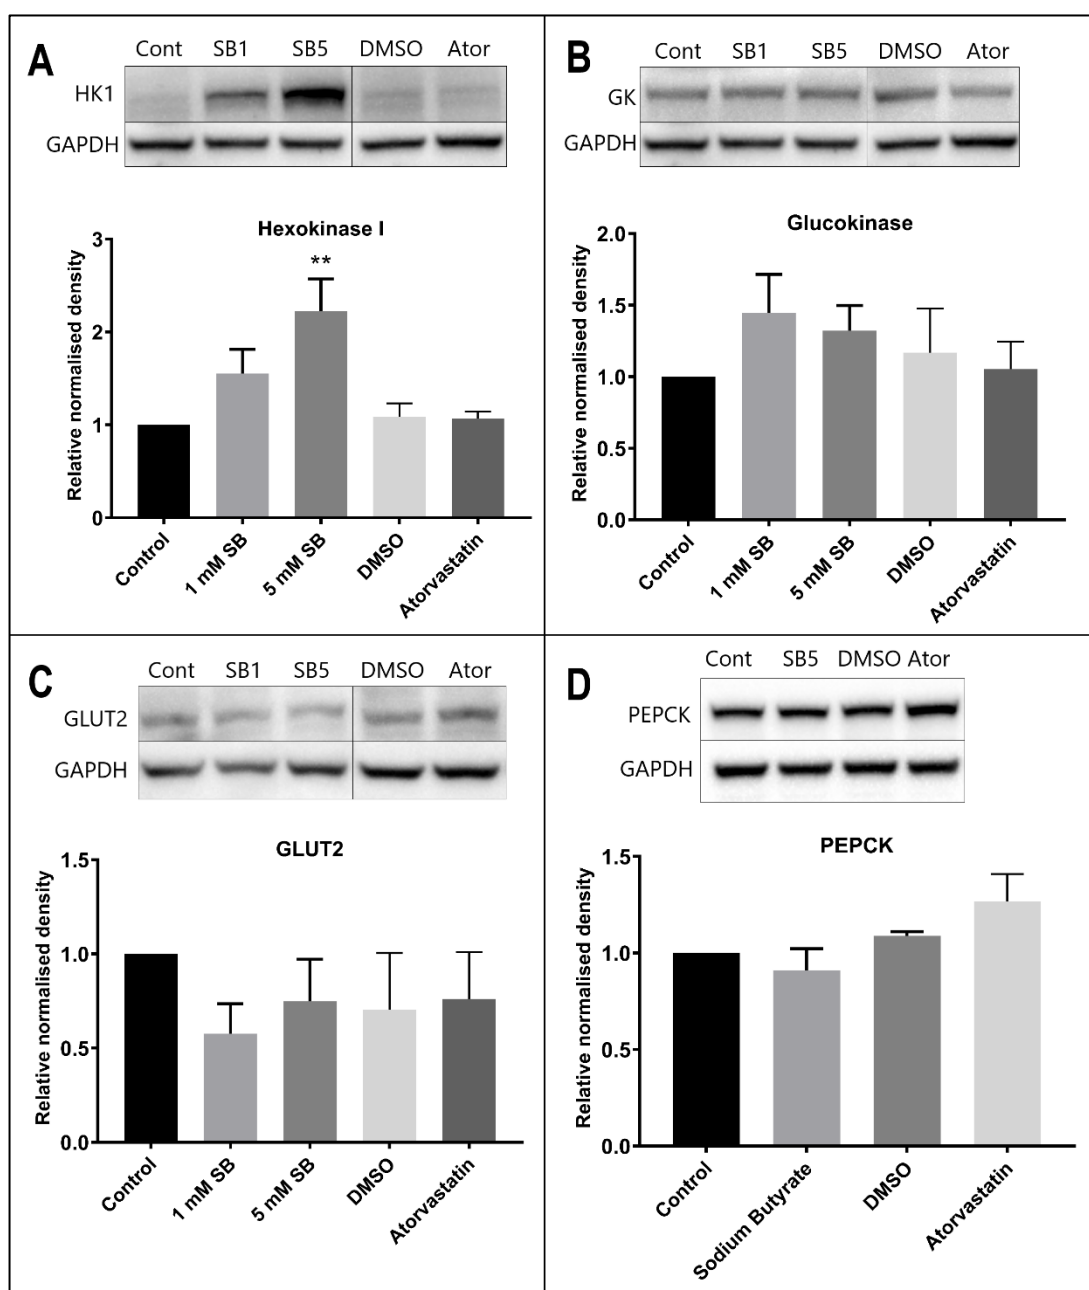 A
Cont SB1 SB5 DMSO Ator
HK1
GAPDH
Hexokinase I
Relative normalised density
3
**
2
1
0
Control
1 mM SB
5 mM SB
DMSO
Atorvastatin
B
Cont SB1 SB5 DMSO Ator
GK
GAPDH
Glucokinase
Relative normalised density
2.0
1.5
1.0
0.5
0.0
Control
1 mM SB
5 mM SB
DMSO
Atorvastatin
C
Cont SB1 SB5 DMSO Ator
GLUT2
GAPDH
GLUT2
Relative normalised density
1.5
1.0
0.5
0.0
Control
1 mM SB
5 mM SB
DMSO
Atorvastatin
D
Cont SB5 DMSO Ator
PEPCK
GAPDH
PEPCK
Relative normalised density
1.5
1.0
0.5
0.0
Control
Sodium Butyrate
DMSO
Atorvastatin